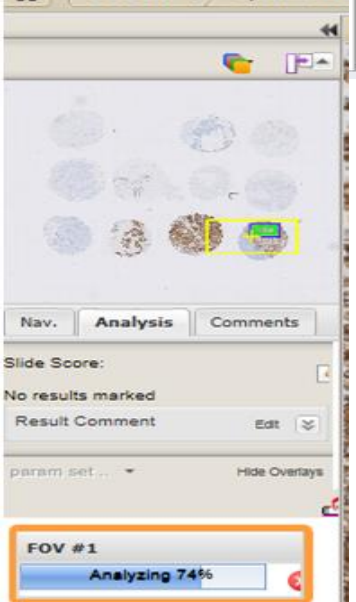 Nav. Analysis Comments
Slide Score:
No results marked
Result Comment Edit
param set .. Hide Overlays
FOV #1
Analyzing 74%